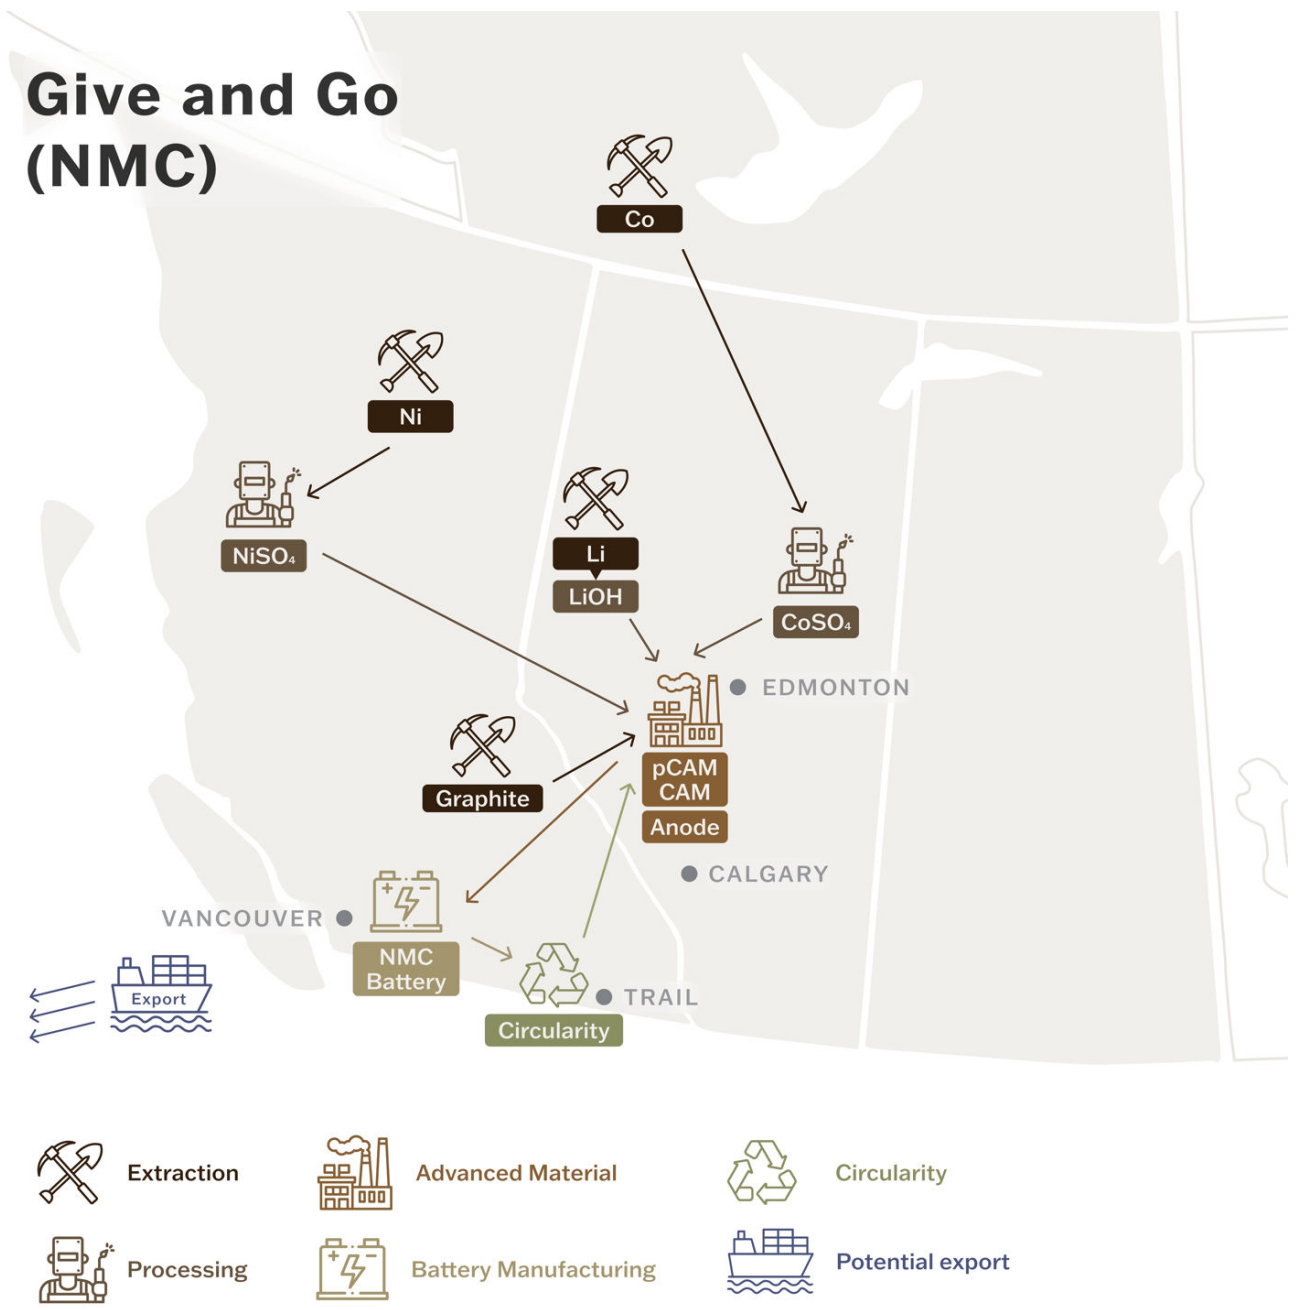 Give and Go
(NMC)
Co
Ni
NiSO₄
Li
LiOH
CoSO₄
EDMONTON
pCAM
CAM
Anode
Graphite
CALGARY
VANCOUVER
NMC
Battery
Export
TRAIL
Circularity
Extraction
Advanced Material
Circularity
Processing
Battery Manufacturing
Potential export